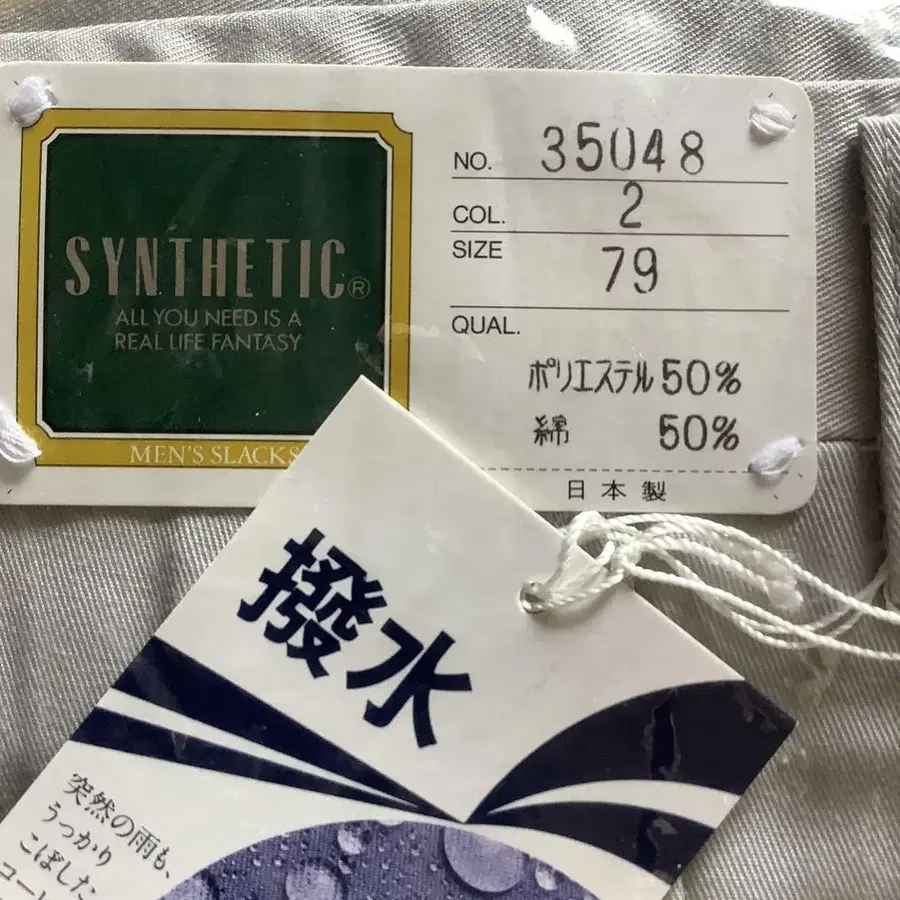 SYNTHETIC®
ALL YOU NEED IS A
REAL LIFE FANTASY
MEN'S SLACKS
NO. 35048
COL. 2
SIZE 79
QUAL.
ポリエステル 50%
綿 50%
日本製
撥水
突然の雨も、
うっかり
こぼした
コー